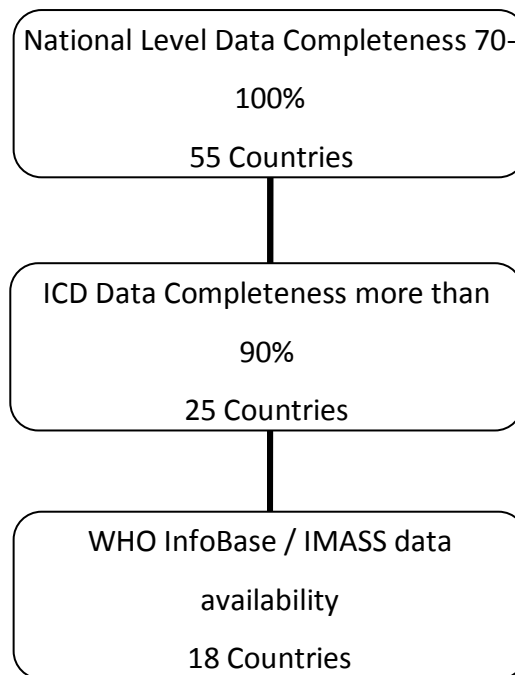 National Level Data Completeness 70-
100%
55 Countries
ICD Data Completeness more than
90%
25 Countries
WHO InfoBase / IMASS data
availability
18 Countries